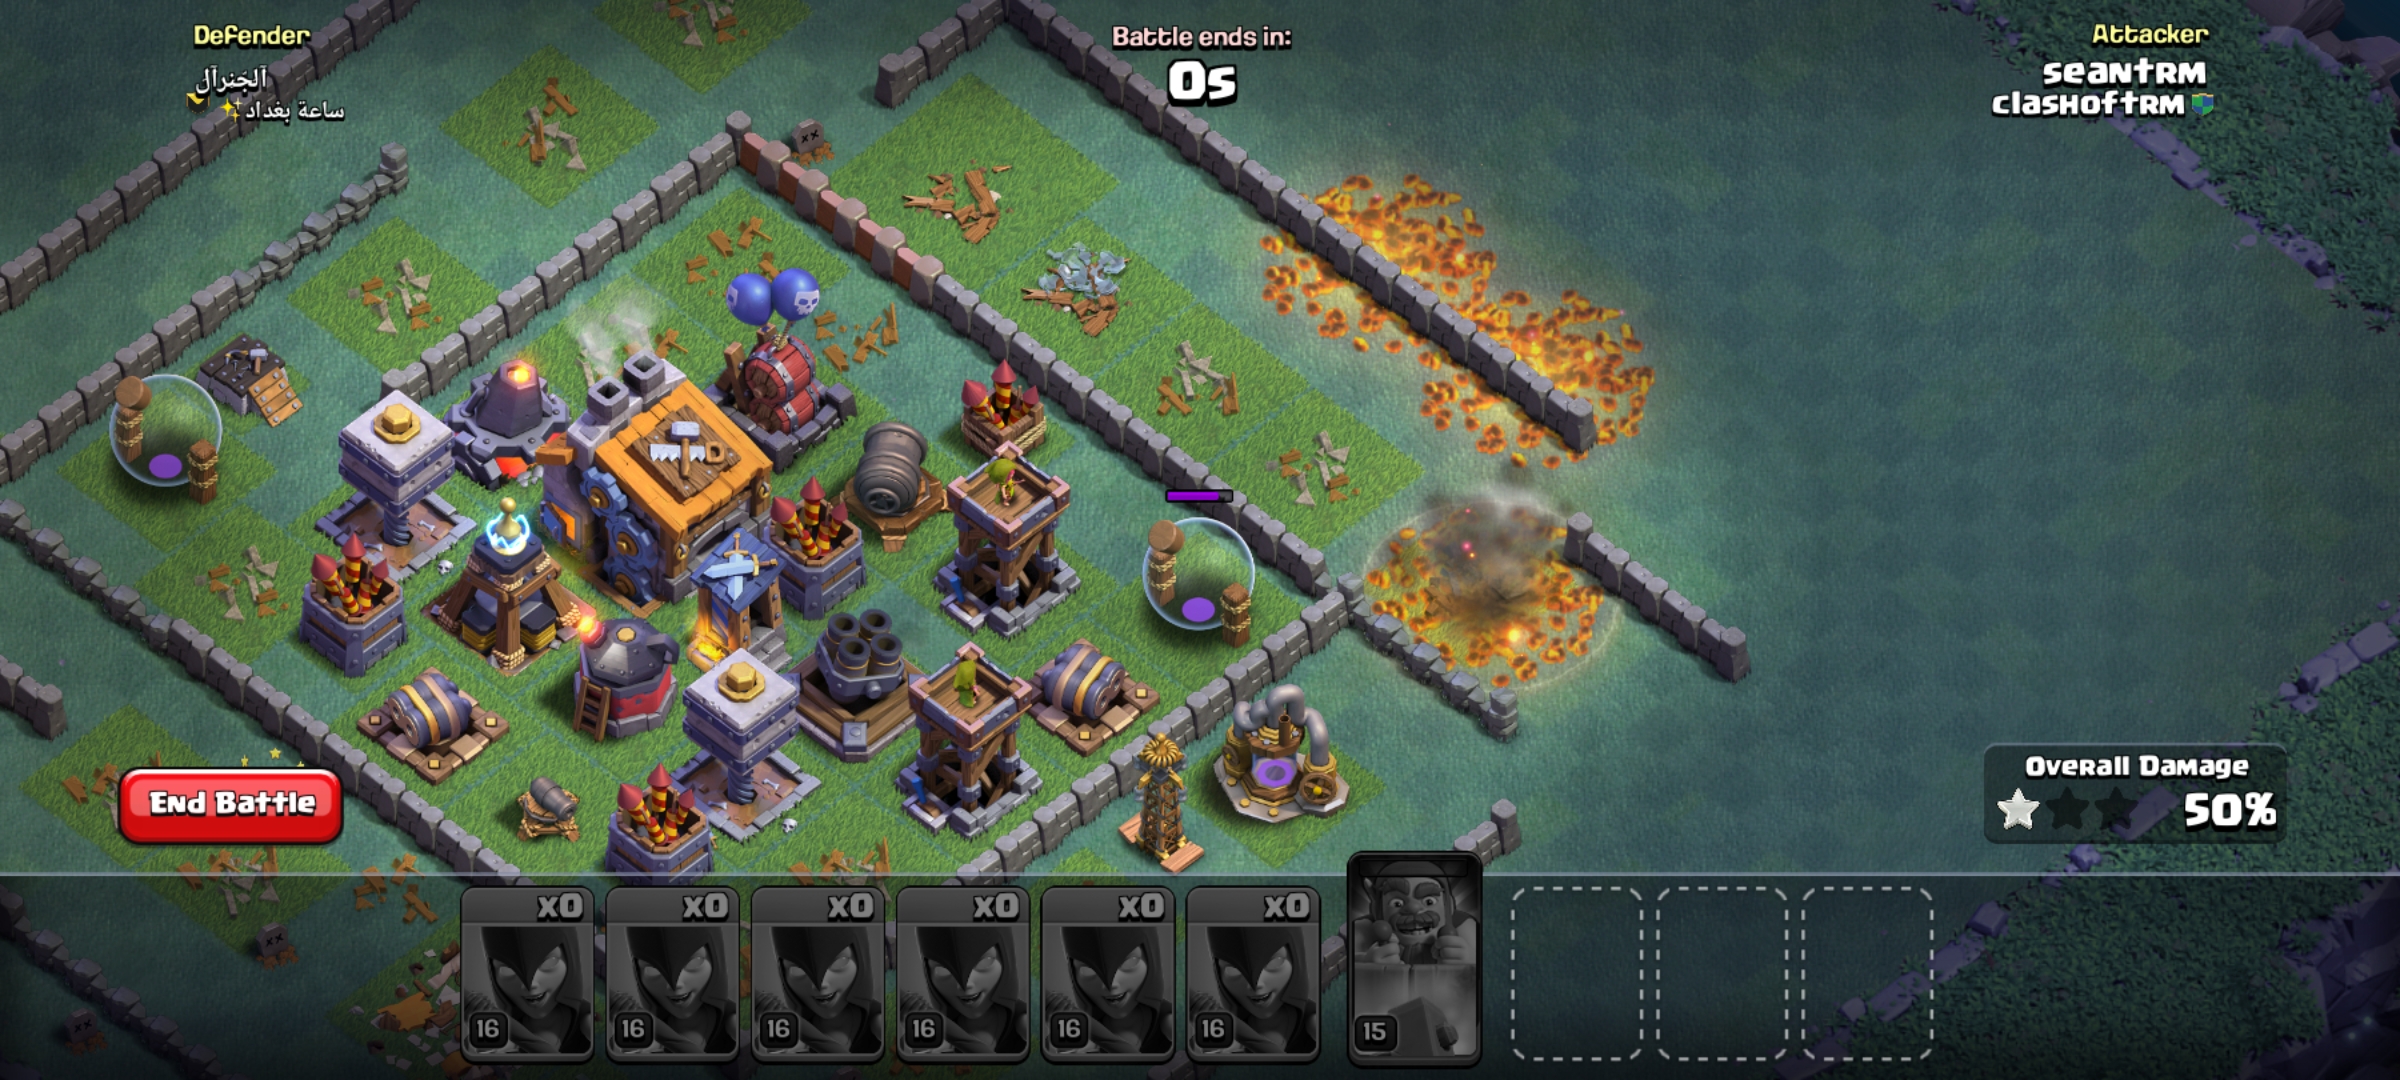 Defender
آلجنرآل
ساعة بغداد
Battle ends in:
0s
Attacker
seantRM
clashoftRM
Overall Damage
50%
End Battle
x0 x0 x0 x0 x0 x0
16 16 16 16 16 16 15